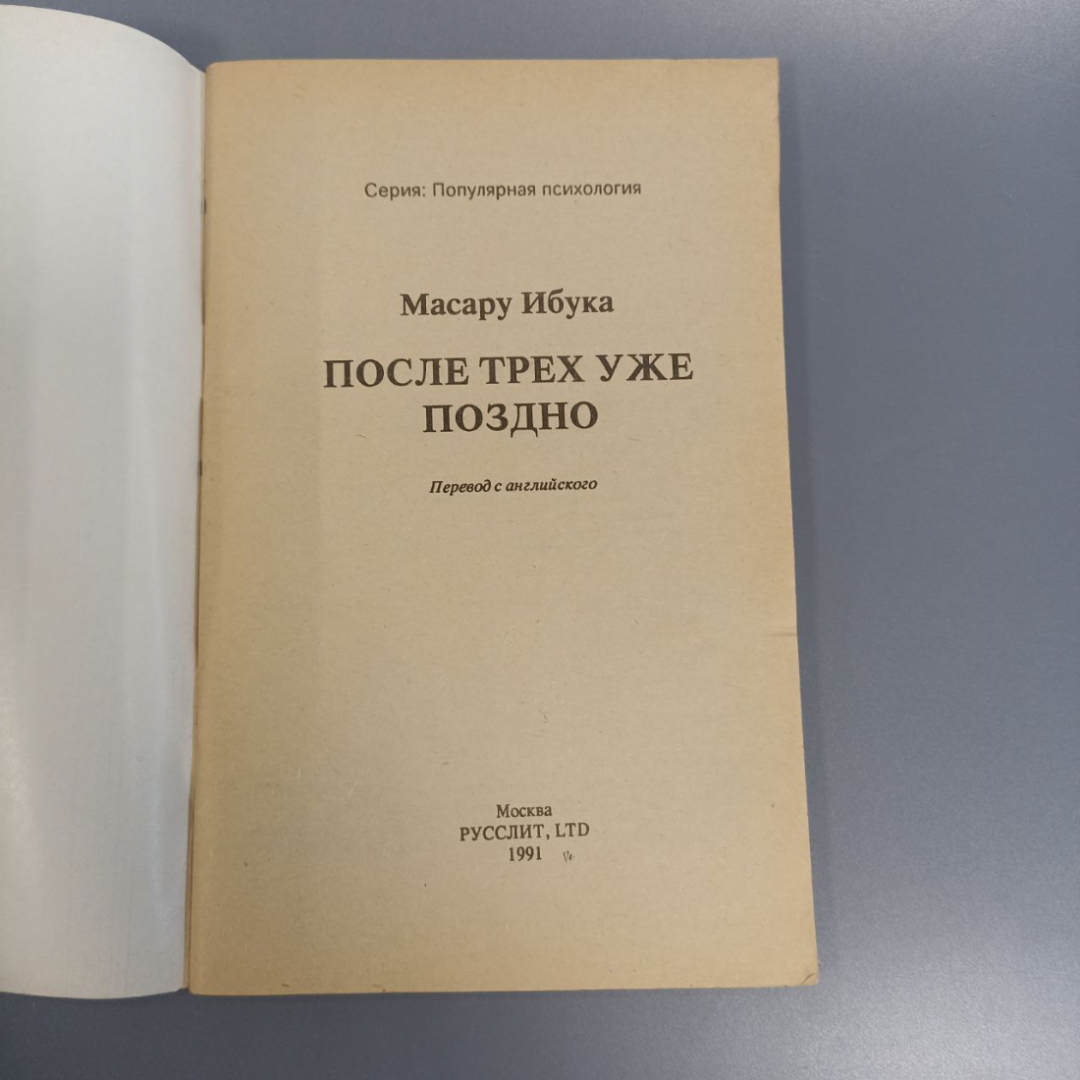 Серия: Популярная психология
Масару Ибука
ПОСЛЕ ТРЕХ УЖЕ
ПОЗДНО
Перевод с английского
Москва
РУССЛИТ, LTD
1991